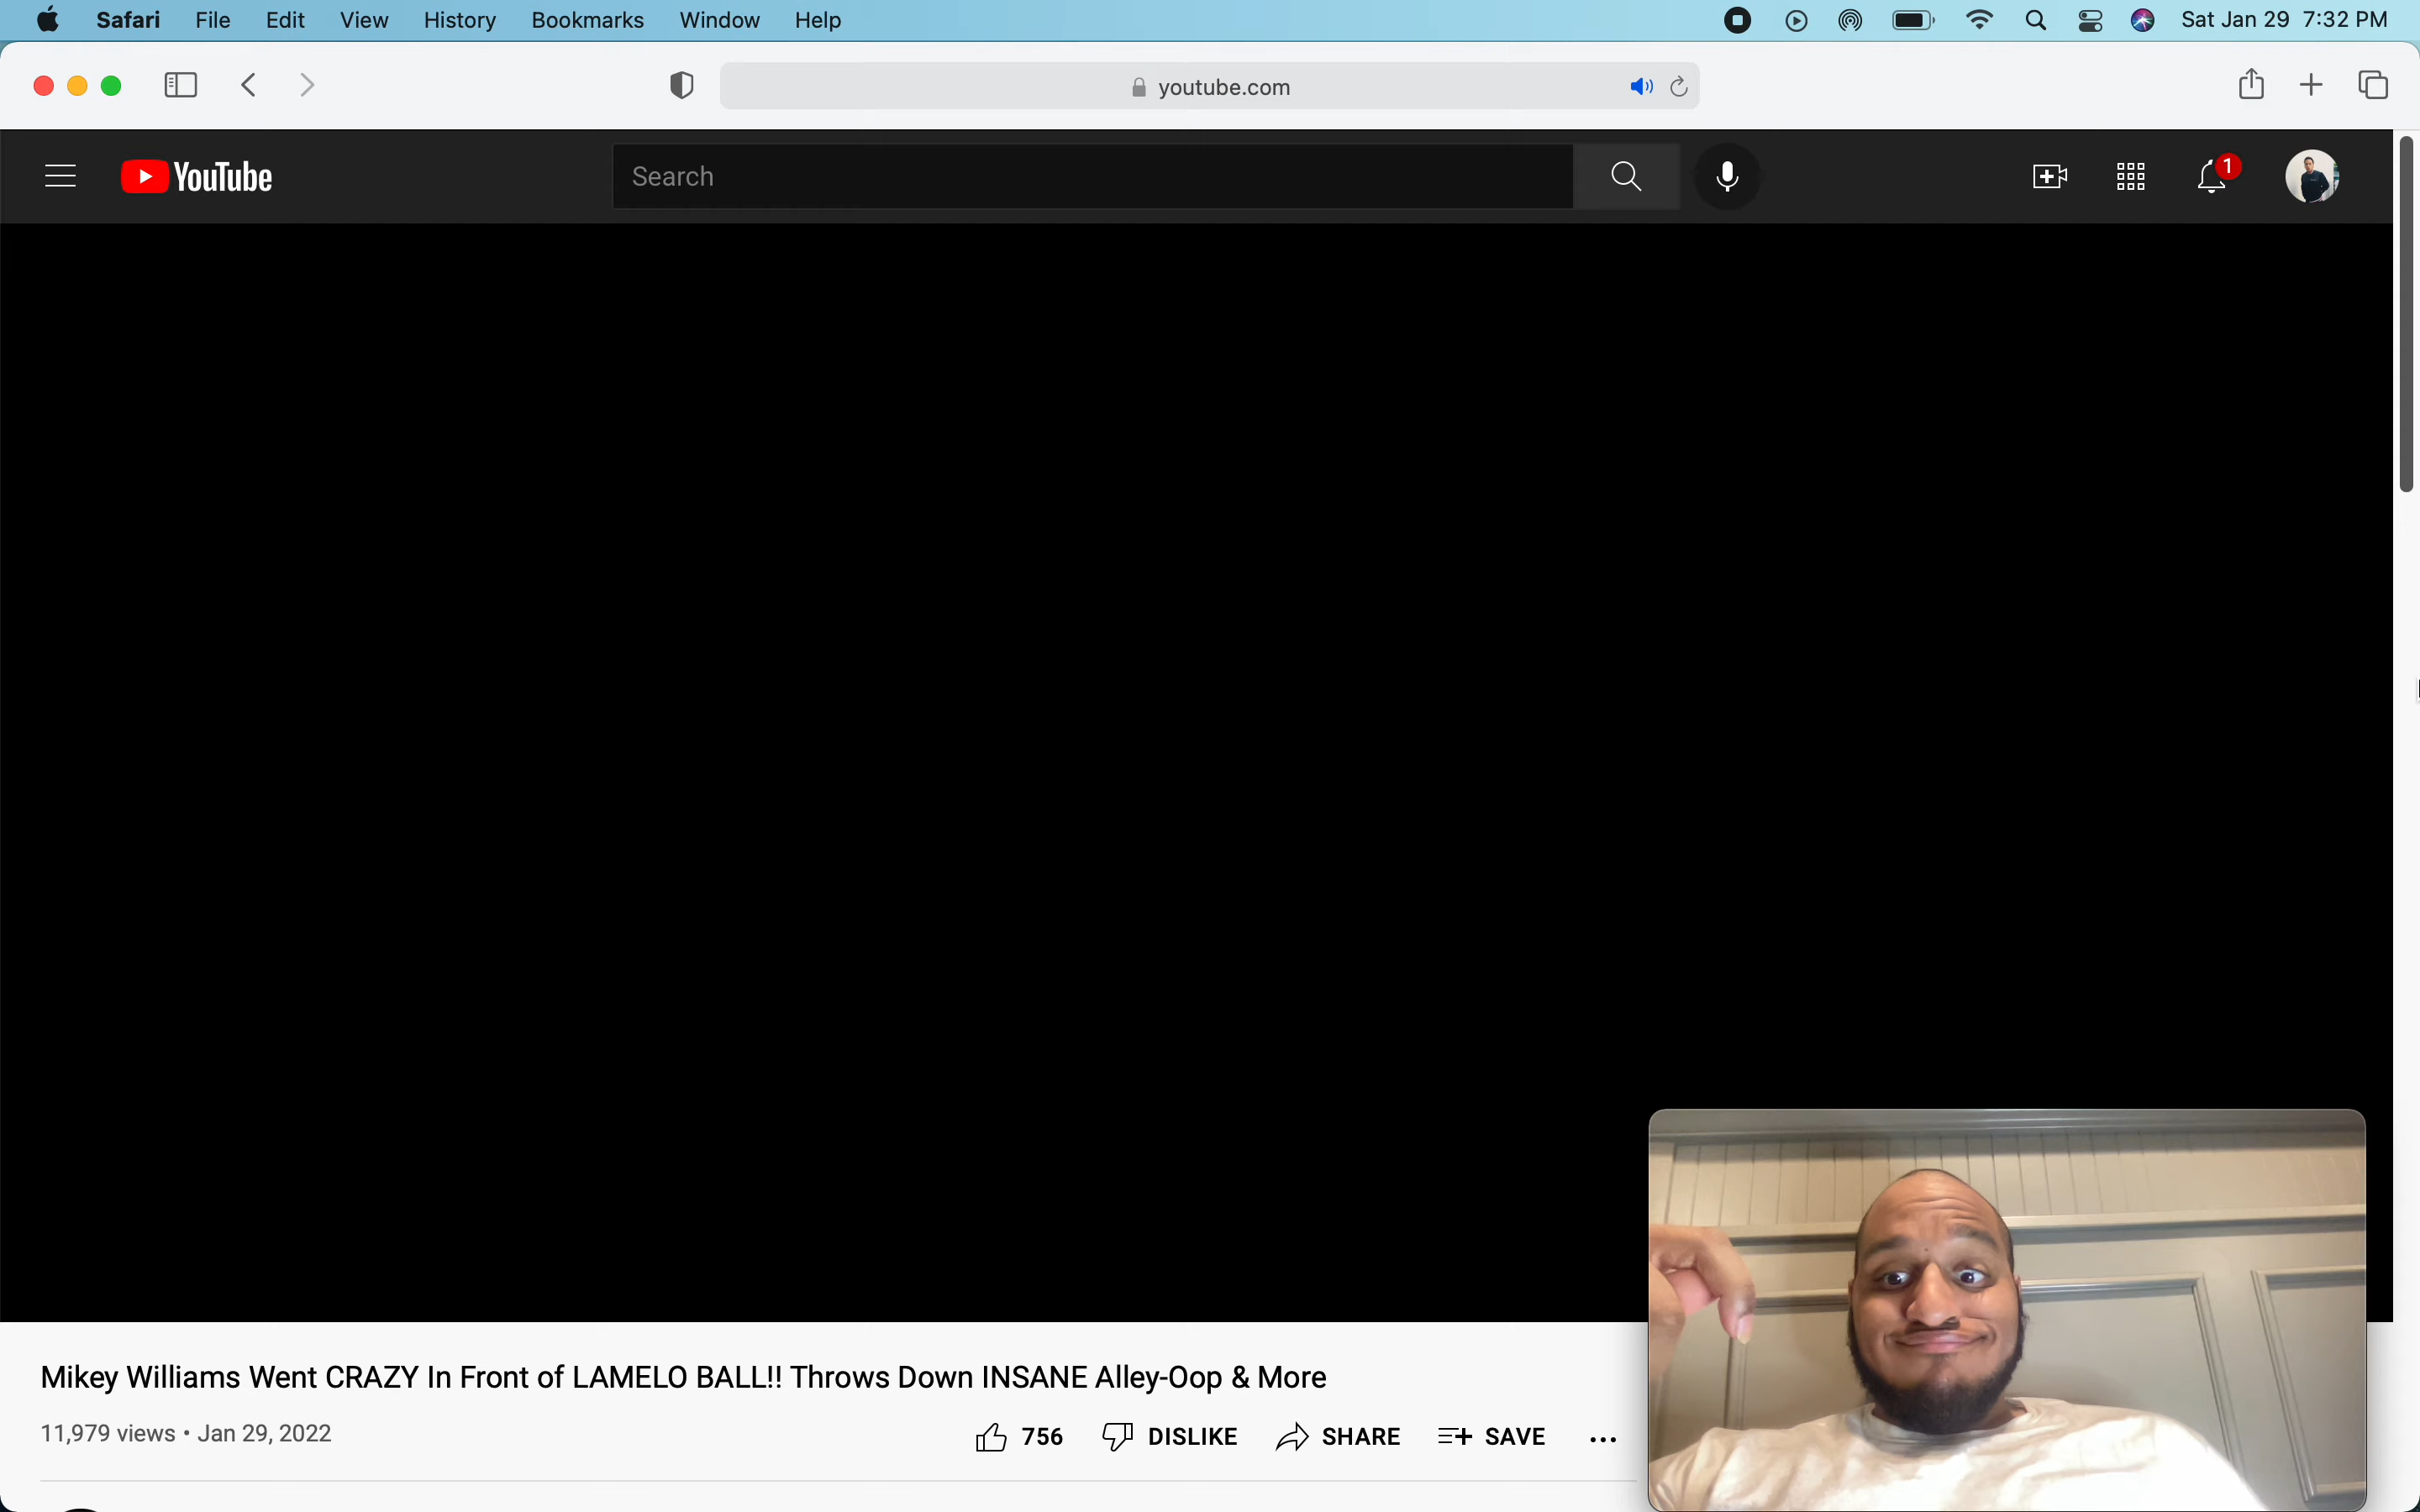 Safari File Edit View History Bookmarks Window Help Sat Jan 29 7:32 PM
youtube.com
YouTube Search 1
Mikey Williams Went CRAZY In Front of LAMELO BALL!! Throws Down INSANE Alley-Oop & More
11,979 views • Jan 29, 2022 756 DISLIKE SHARE SAVE